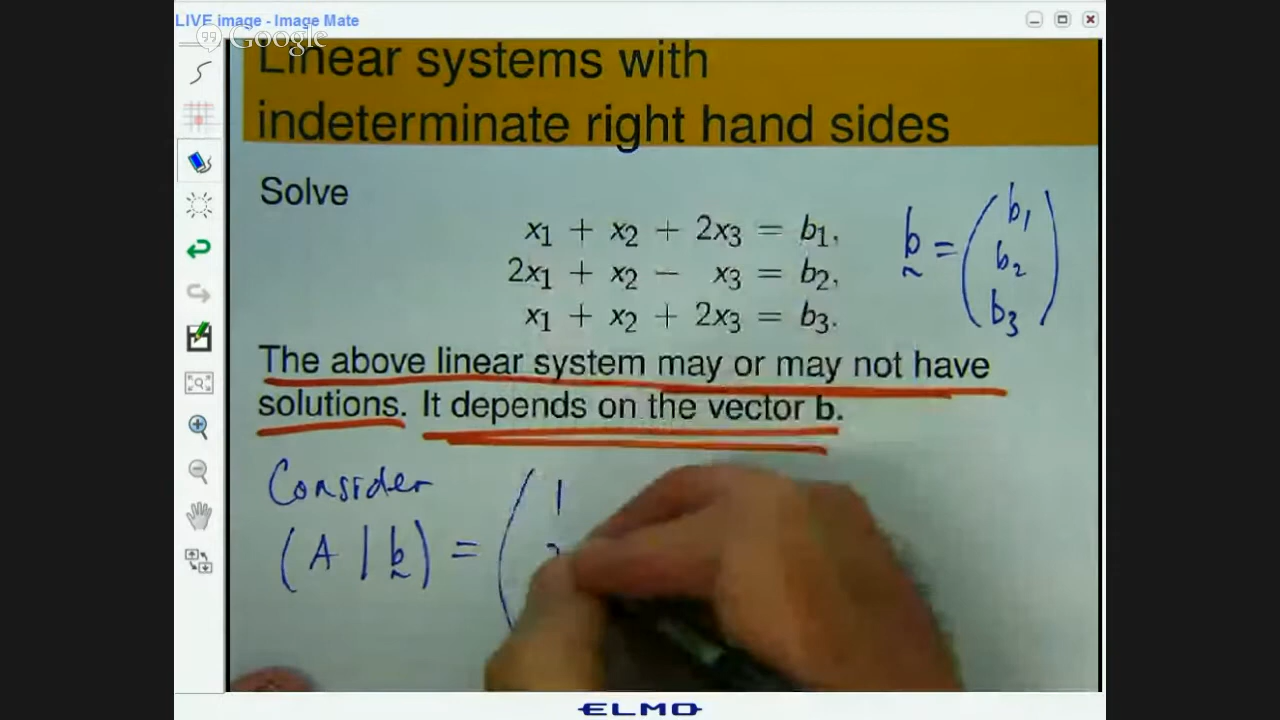 LIVE image - Image Mate
Google
Linear systems with
indeterminate right hand sides
Solve
x₁ + x₂ + 2x₃ = b₁,
2x₁ + x₂ − x₃ = b₂,
x₁ + x₂ + 2x₃ = b₃.
b = (b₁
b₂
b₃)
The above linear system may or may not have
solutions. It depends on the vector b.
Consider
(A | b) = ( 1
ELMO